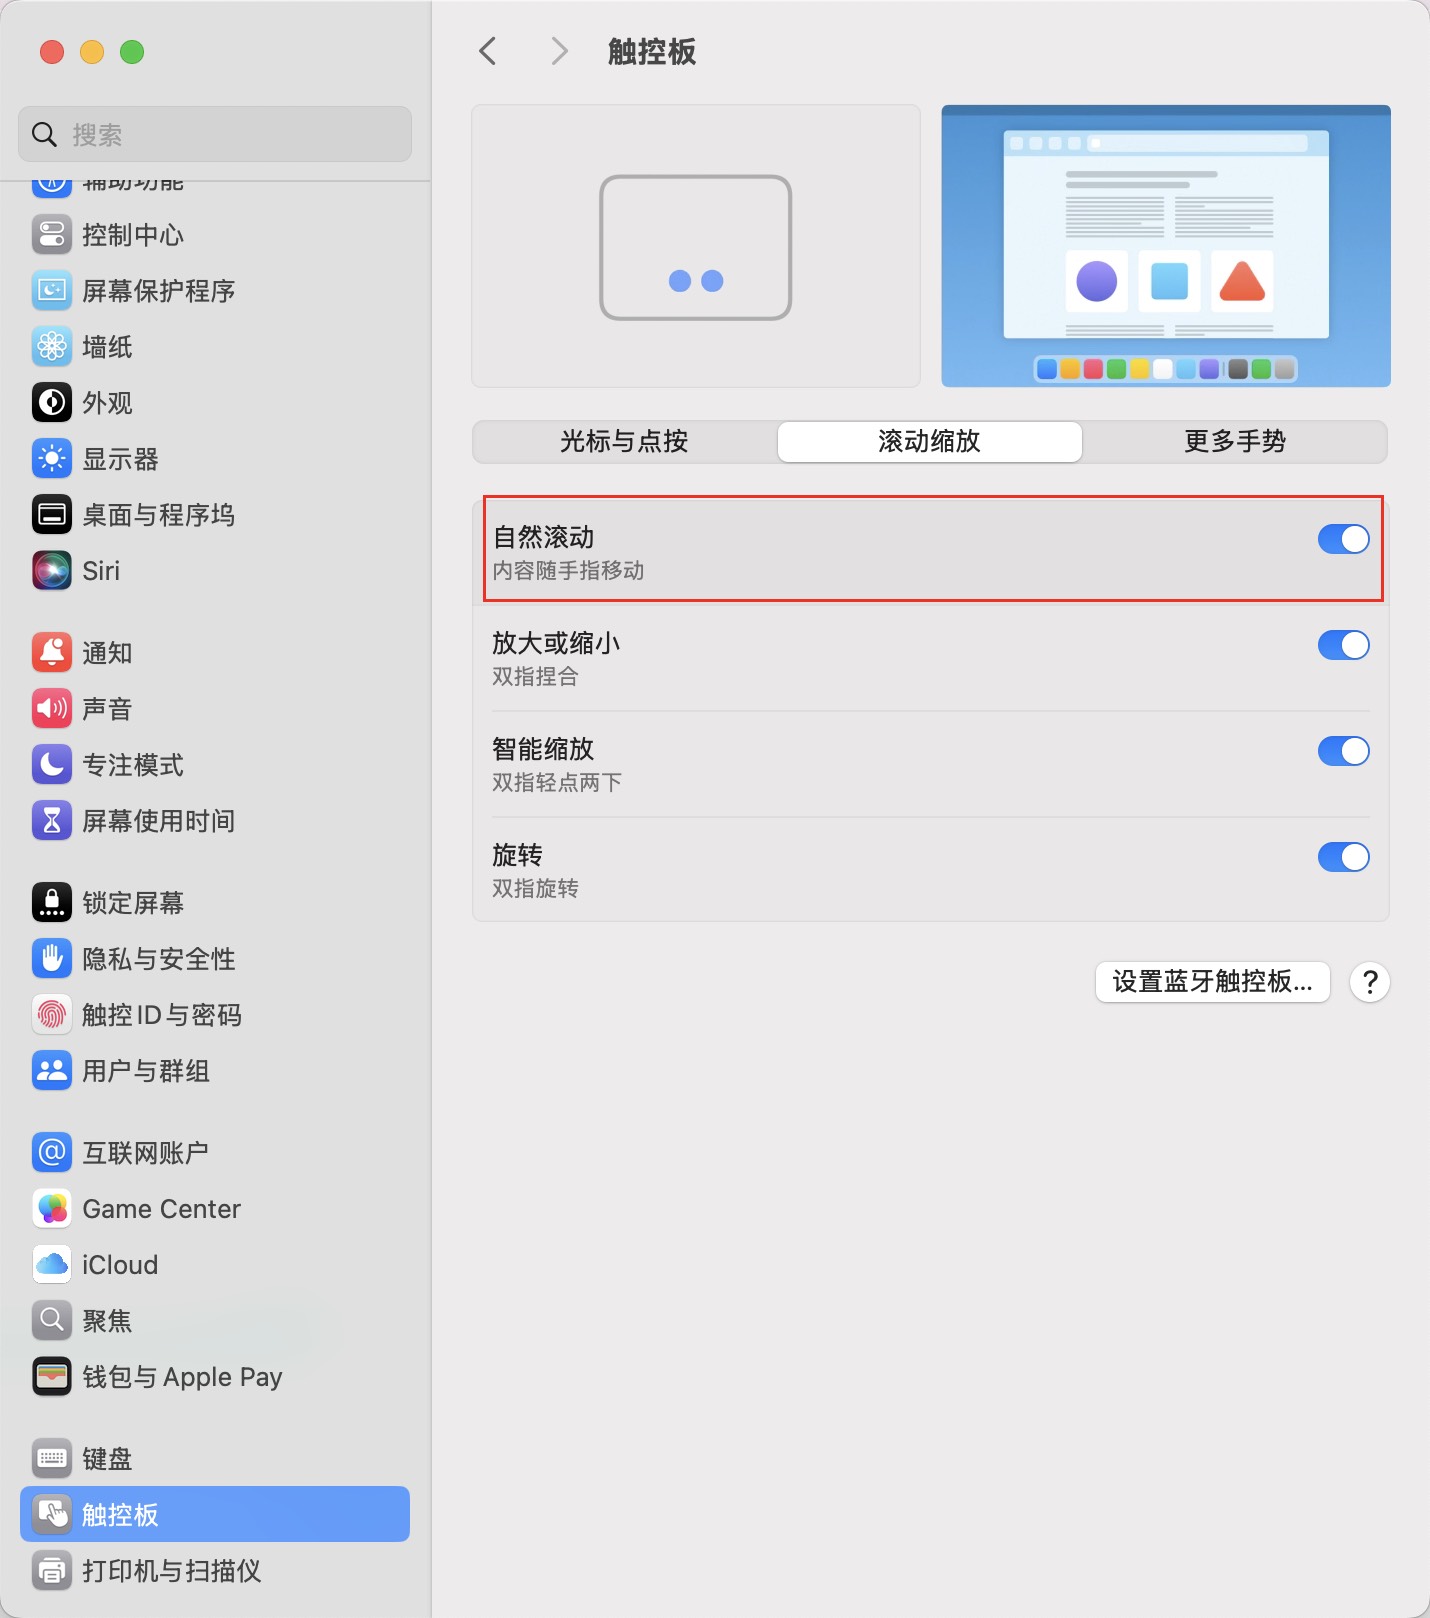 搜索
辅助功能
控制中心
屏幕保护程序
墙纸
外观
显示器
桌面与程序坞
Siri
通知
声音
专注模式
屏幕使用时间
锁定屏幕
隐私与安全性
触控 ID 与密码
用户与群组
互联网账户
Game Center
iCloud
聚焦
钱包与 Apple Pay
键盘
触控板
打印机与扫描仪
触控板
光标与点按
滚动缩放
更多手势
自然滚动
内容随手指移动
放大或缩小
双指捏合
智能缩放
双指轻点两下
旋转
双指旋转
设置蓝牙触控板...
?